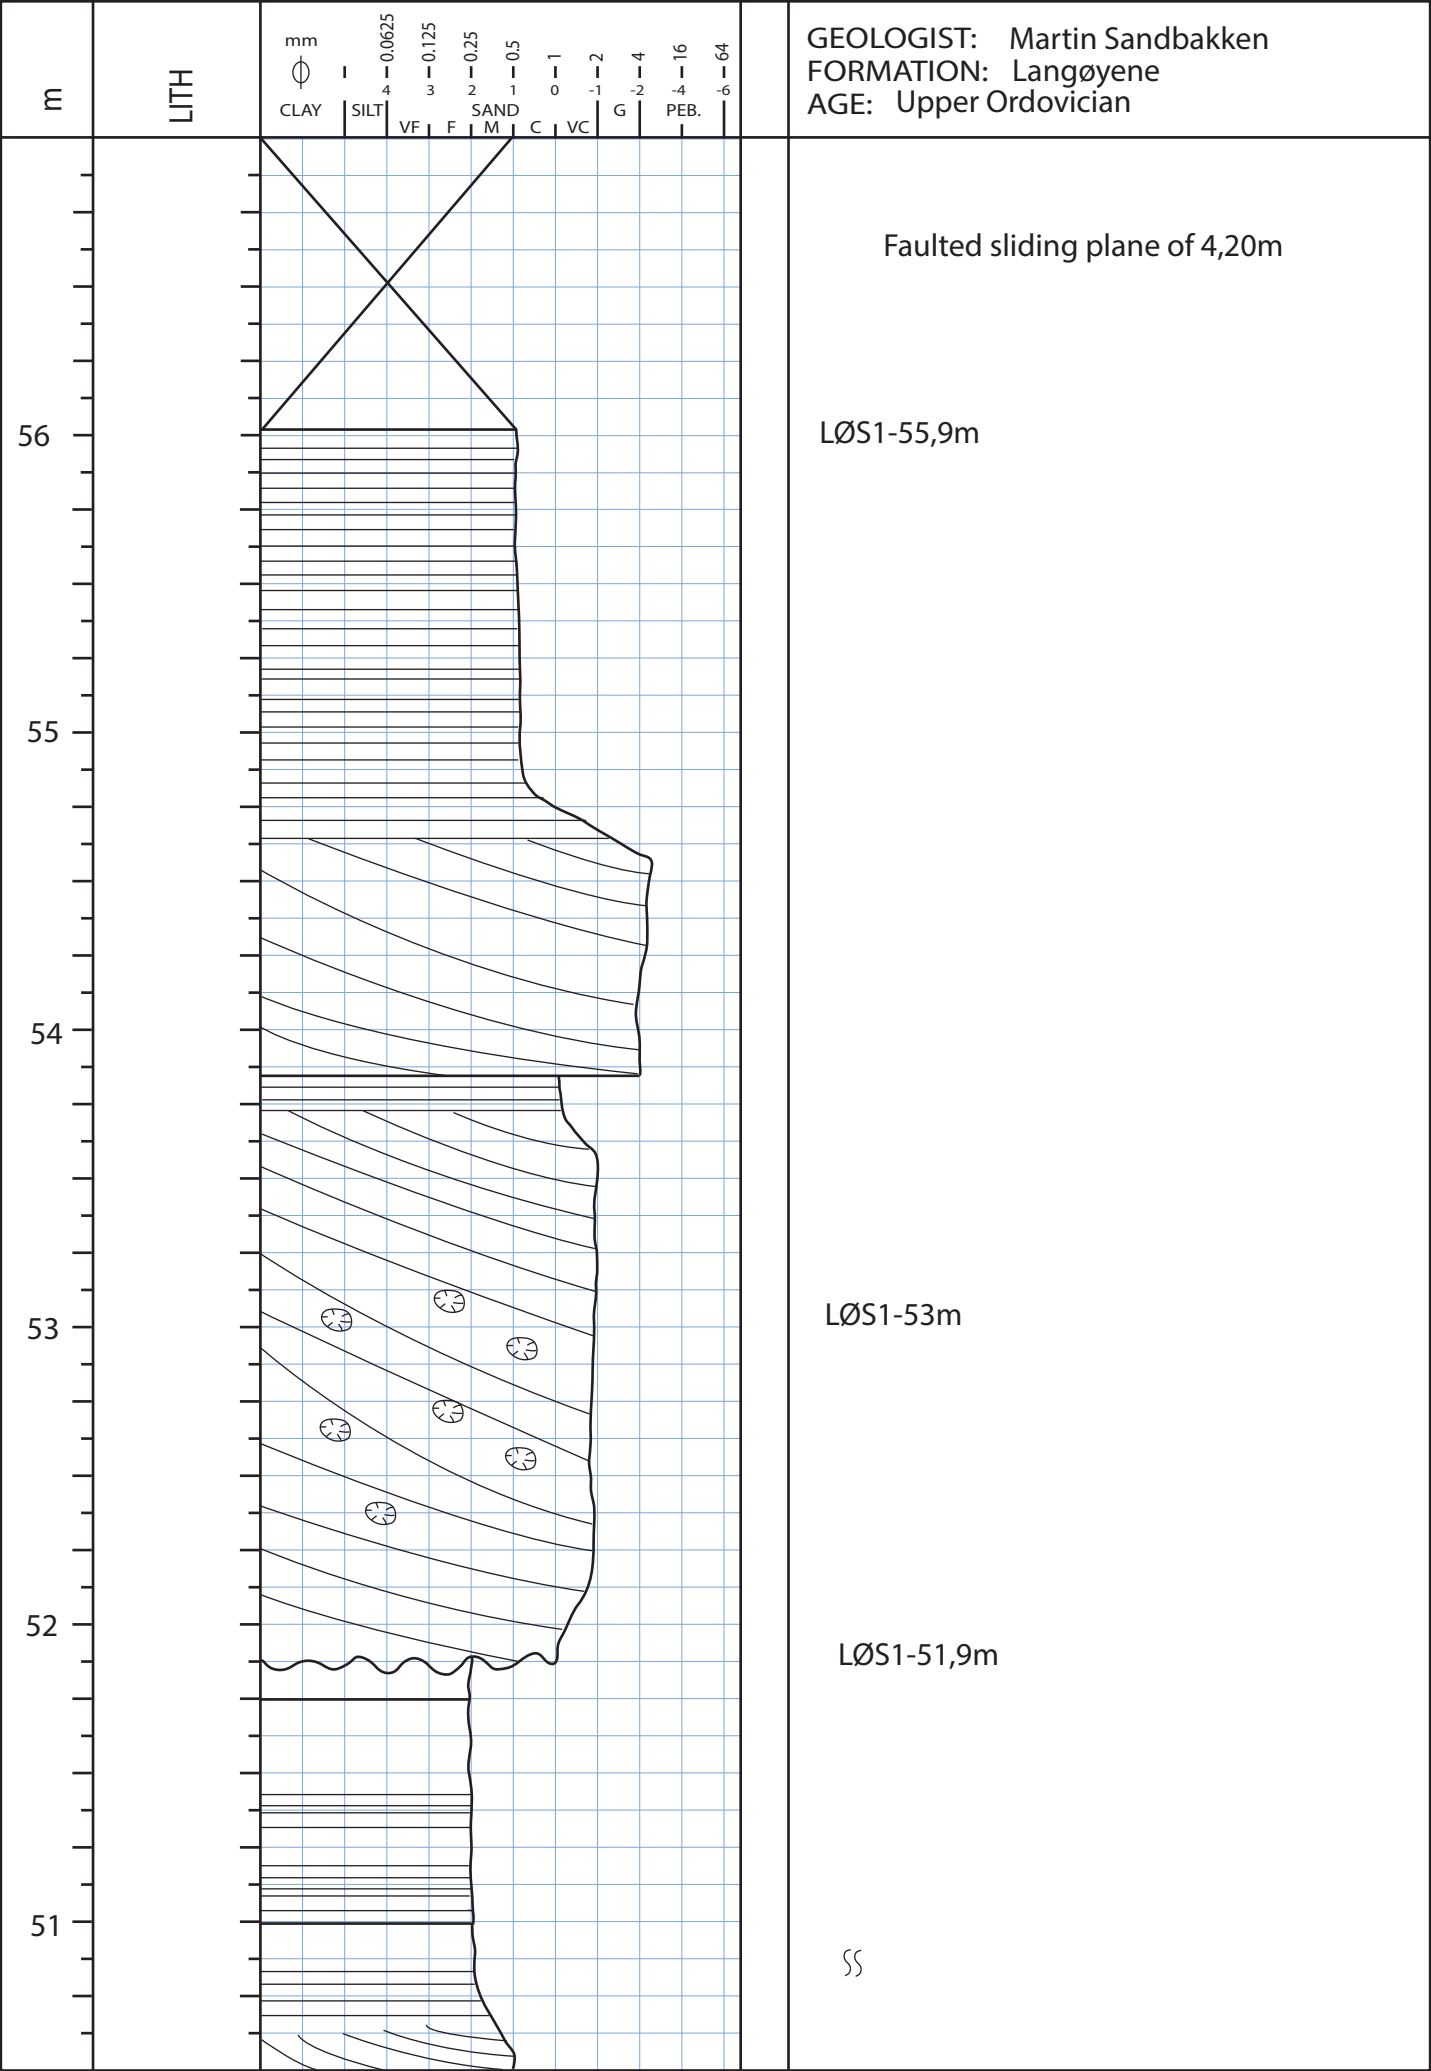 m
LITH
mm
0.0625
0.125
0.25
0.5
1
2
4
16
64
4 3 2 1 0 -1 -2 -4 -6
CLAY SILT SAND G PEB.
VF F M C VC
GEOLOGIST: Martin Sandbakken
FORMATION: Langøyene
AGE: Upper Ordovician
Faulted sliding plane of 4,20m
56
LØS1-55,9m
55
54
53
LØS1-53m
52
LØS1-51,9m
51